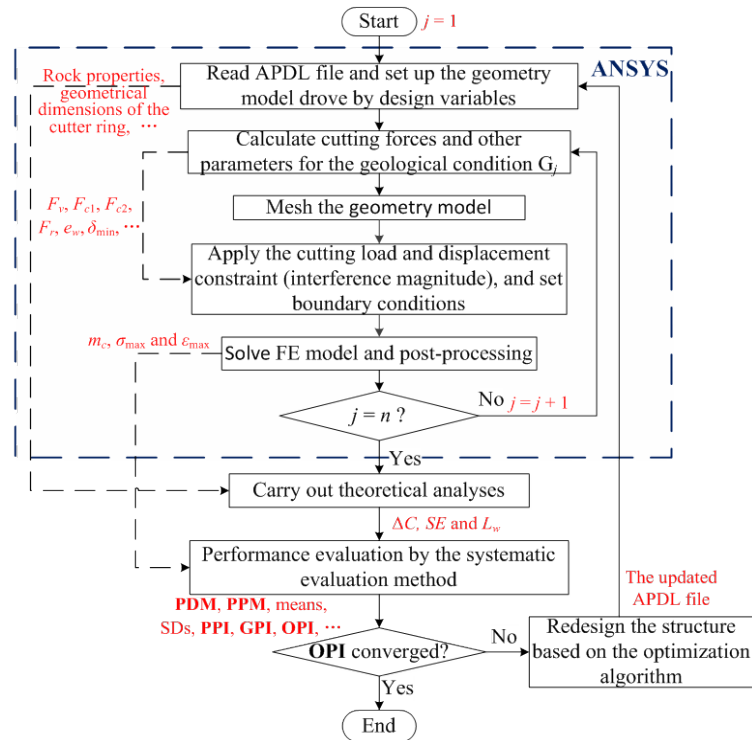 Start
j = 1
ANSYS
Rock properties,
geometrical
dimensions of the
cutter ring, ···
Read APDL file and set up the geometry
model drove by design variables
Calculate cutting forces and other
parameters for the geological condition Gj
Fv, Fc1, Fc2,
Fr, ew, δmin, ···
Mesh the geometry model
Apply the cutting load and displacement
constraint (interference magnitude), and set
boundary conditions
mc, σmax and εmax
Solve FE model and post-processing
j = n ?
No
j = j + 1
Yes
Carry out theoretical analyses
ΔC, SE and Lw
Performance evaluation by the systematic
evaluation method
PDM, PPM, means,
SDs, PPI, GPI, OPI, ···
The updated
APDL file
OPI converged?
No
Redesign the structure
based on the optimization
algorithm
Yes
End